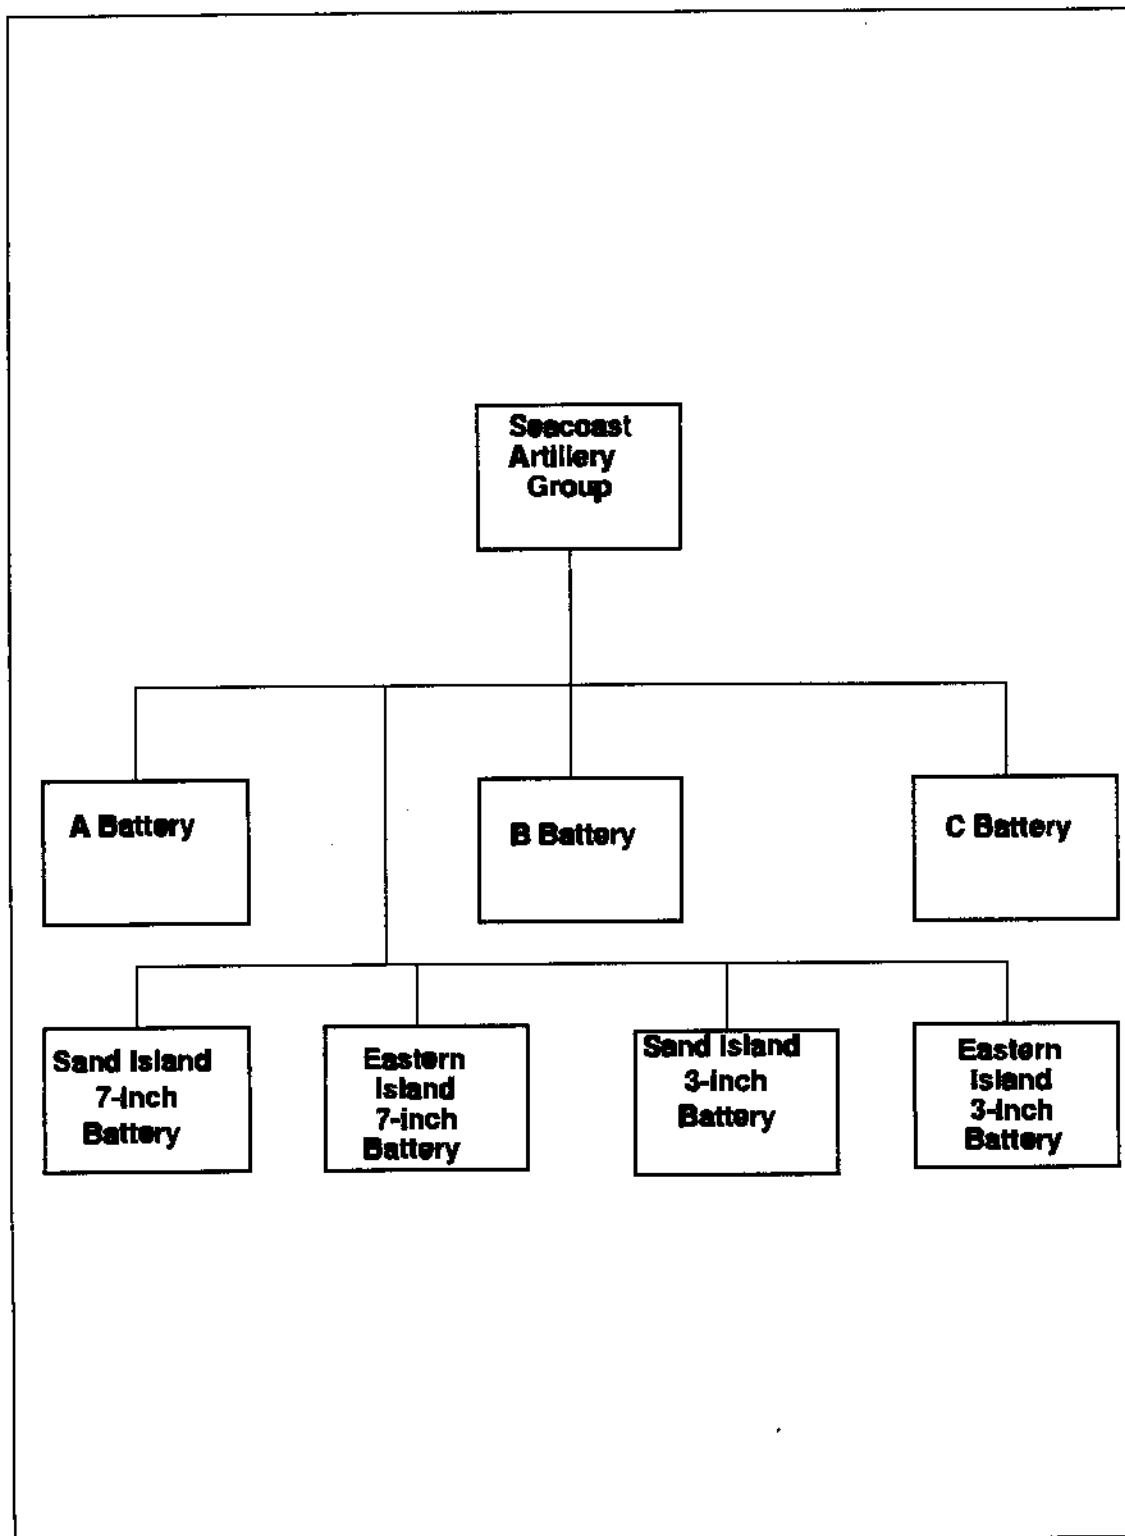 Seacoast
Artillery
Group
A Battery
B Battery
C Battery
Sand Island
7-inch
Battery
Eastern
Island
7-inch
Battery
Sand Island
3-inch
Battery
Eastern
Island
3-inch
Battery